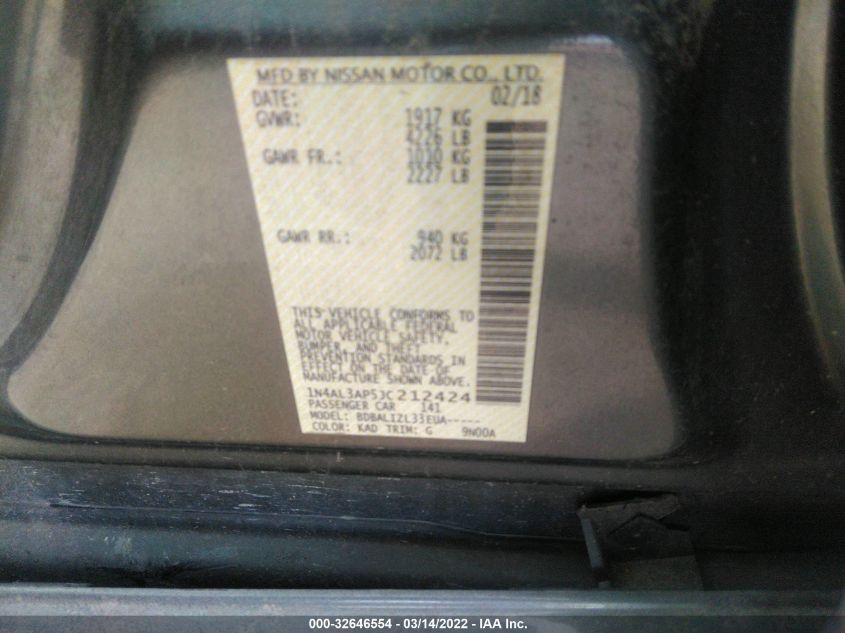 MFD BY NISSAN MOTOR CO., LTD.
DATE: 02/18
GVWR: 1917 KG
4226 LB
GAWR FR.: 1010 KG
2227 LB
GAWR RR.: 940 KG
2072 LB
THIS VEHICLE CONFORMS TO
ALL APPLICABLE FEDERAL
MOTOR VEHICLE SAFETY,
BUMPER, AND THEFT
PREVENTION STANDARDS IN
EFFECT ON THE DATE OF
MANUFACTURE SHOWN ABOVE.
1N4AL3AP5JC212424
PASSENGER CAR 141
MODEL: BDBALIZL33EUA-----
COLOR: KAD TRIM: G 9N00A
000-32646554 - 03/14/2022 - IAA Inc.